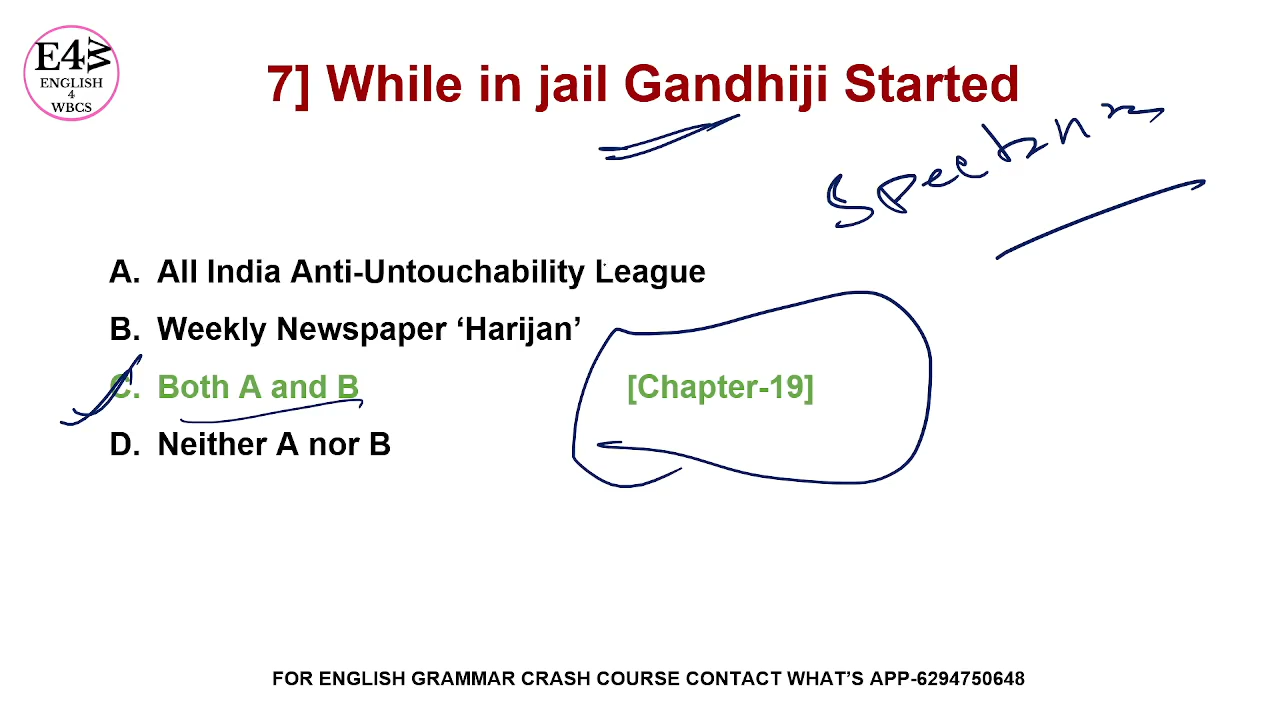 E4W
ENGLISH
4
WBCS
7] While in jail Gandhiji Started
A. All India Anti-Untouchability League
B. Weekly Newspaper ‘Harijan’
C. Both A and B [Chapter-19]
D. Neither A nor B
FOR ENGLISH GRAMMAR CRASH COURSE CONTACT WHAT’S APP-6294750648